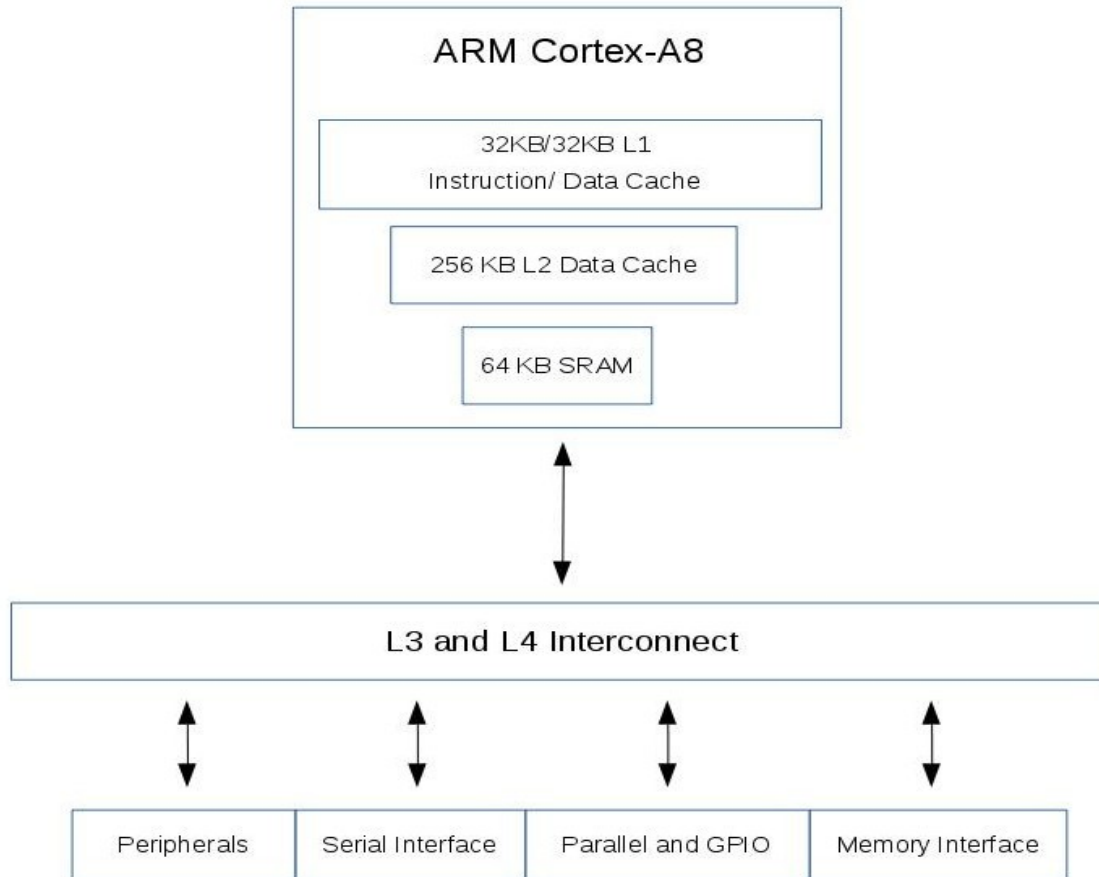 ARM Cortex-A8
32KB/32KB L1
Instruction/ Data Cache
256 KB L2 Data Cache
64 KB SRAM
L3 and L4 Interconnect
Peripherals
Serial Interface
Parallel and GPIO
Memory Interface